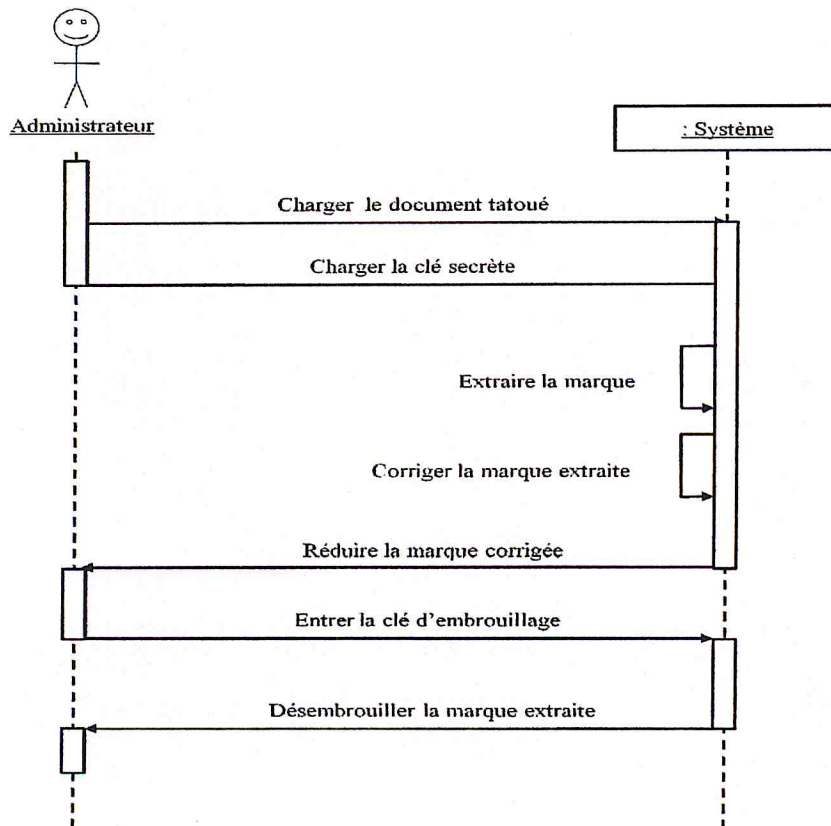 Administrateur
: Système
Charger le document tatoué
Charger la clé secrète
Extraire la marque
Corriger la marque extraite
Réduire la marque corrigée
Entrer la clé d'embrouillage
Désembrouiller la marque extraite